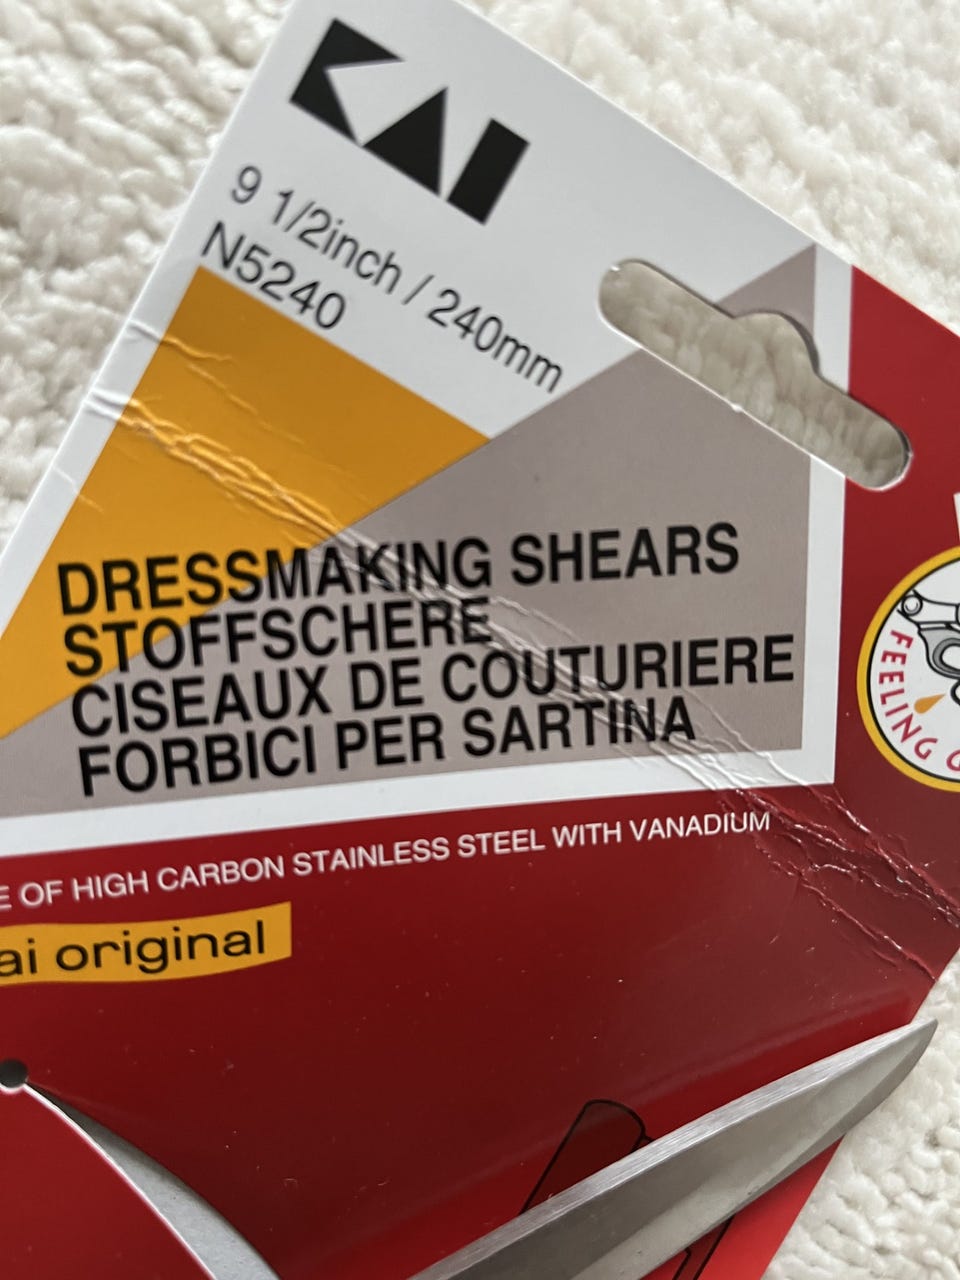 KAI
9 1/2inch / 240mm
N5240
DRESSMAKING SHEARS
STOFFSCHERE
CISEAUX DE COUTURIERE
FORBICI PER SARTINA
OF HIGH CARBON STAINLESS STEEL WITH VANADIUM
original
FEELING